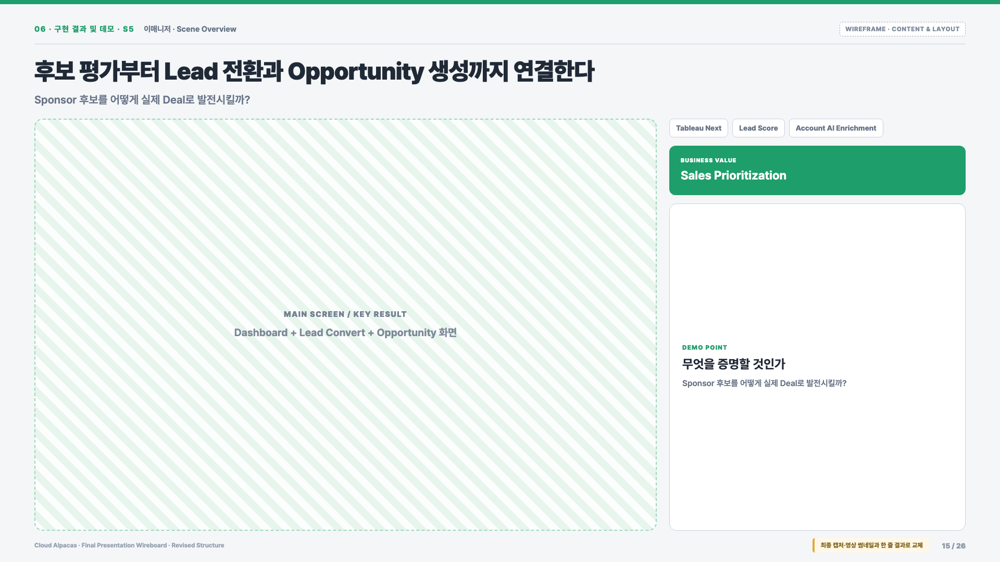 06 · 구현 결과 및 데모 · S5
이매니저 · Scene Overview
WIREFRAME · CONTENT & LAYOUT
후보 평가부터 Lead 전환과 Opportunity 생성까지 연결한다
Sponsor 후보를 어떻게 실제 Deal로 발전시킬까?
MAIN SCREEN / KEY RESULT
Dashboard + Lead Convert + Opportunity 화면
Tableau Next
Lead Score
Account AI Enrichment
BUSINESS VALUE
Sales Prioritization
DEMO POINT
무엇을 증명할 것인가
Sponsor 후보를 어떻게 실제 Deal로 발전시킬까?
Cloud Alpacas · Final Presentation Wireboard · Revised Structure
최종 캡처·영상 썸네일과 한 줄 결과로 교체
15 / 26